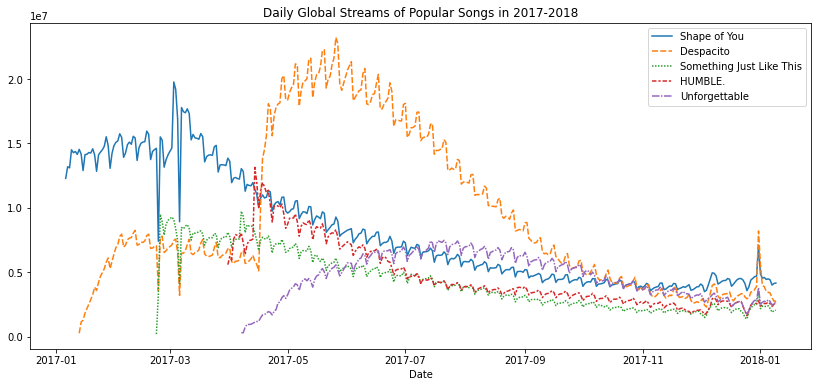 Daily Global Streams of Popular Songs in 2017-2018
1e7
Shape of You
Despacito
Something Just Like This
HUMBLE.
Unforgettable
2.0
1.5
1.0
0.5
0.0
2017-01 2017-03 2017-05 2017-07 2017-09 2017-11 2018-01
Date